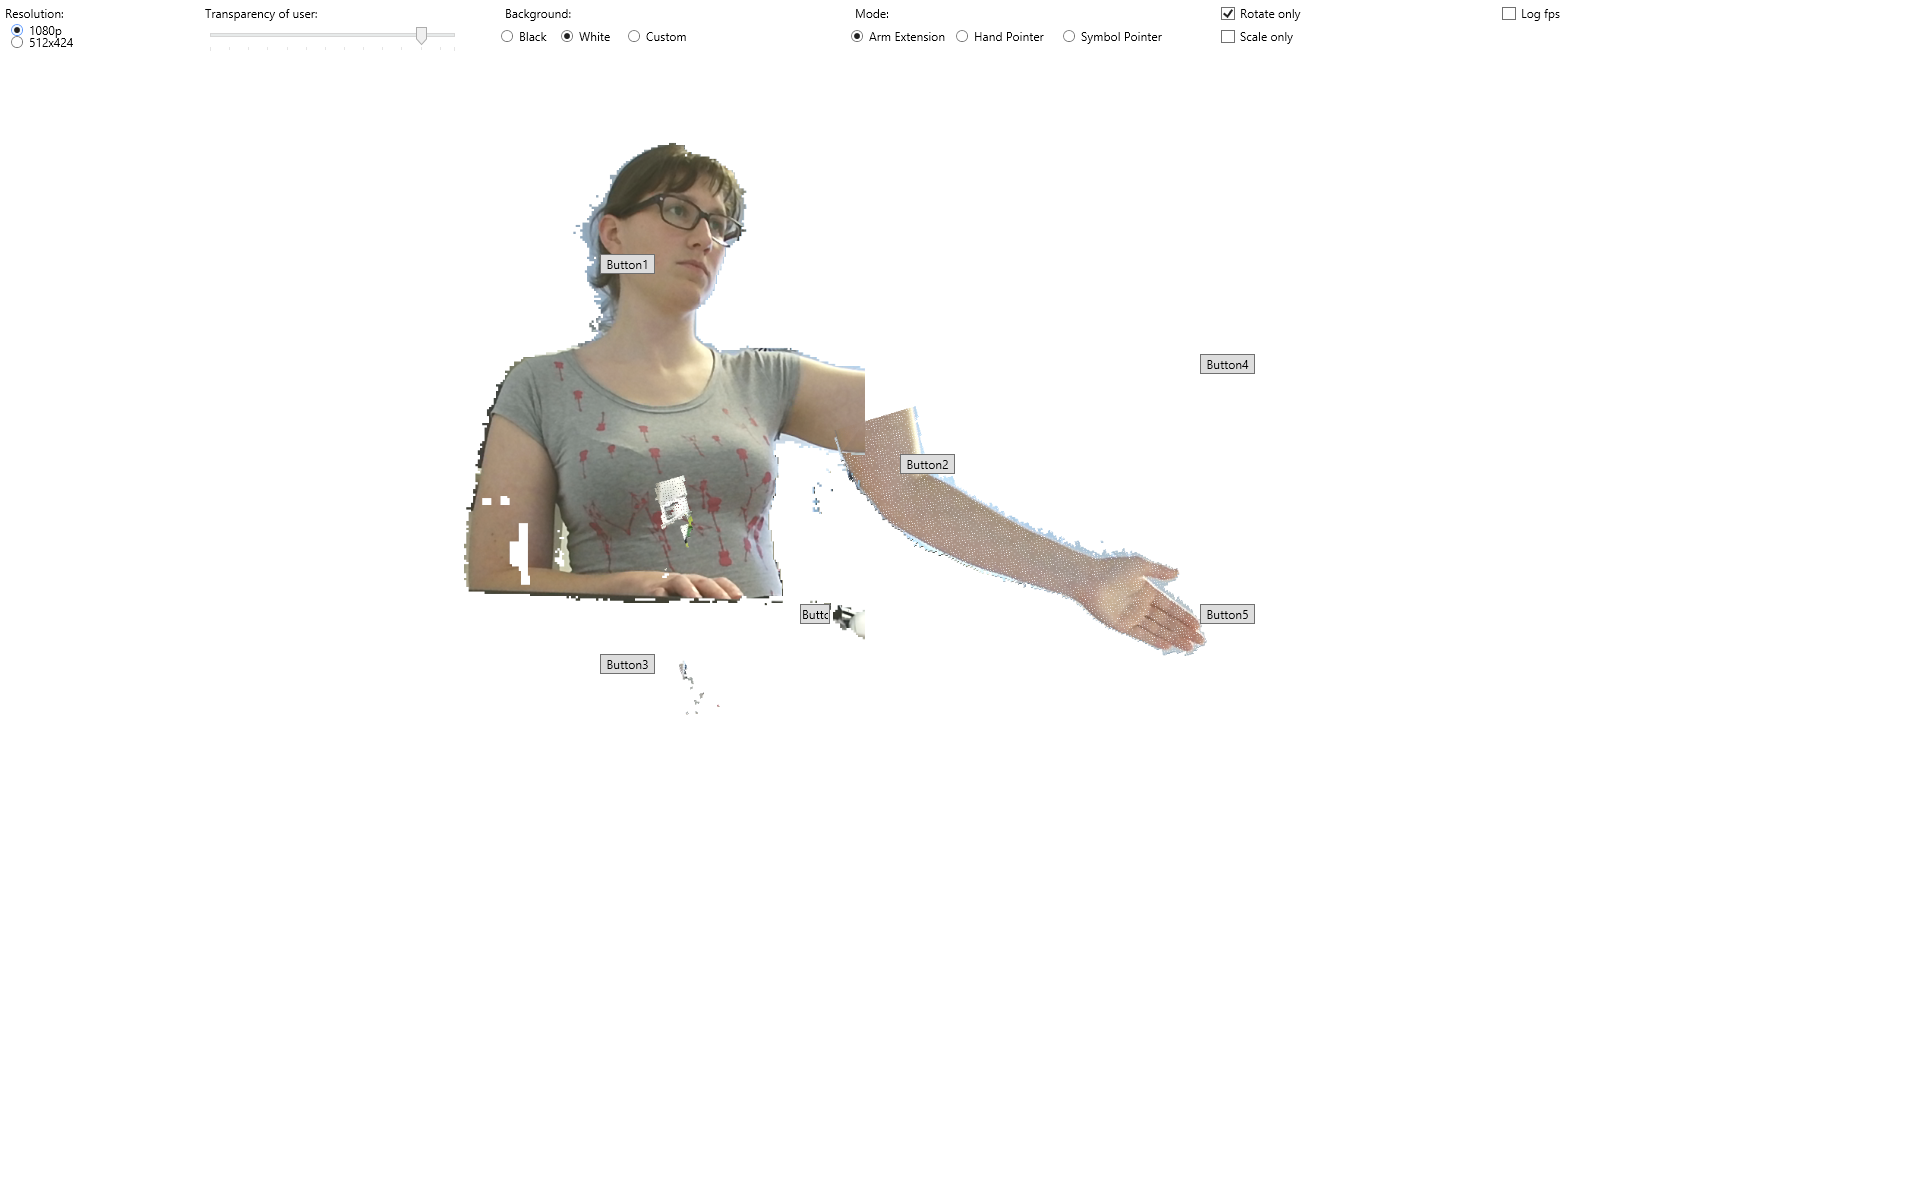 Resolution:
1080p
512x424
Transparency of user:
Background:
Black White Custom
Mode:
Arm Extension Hand Pointer Symbol Pointer
Rotate only
Scale only
Log fps
Button1
Button4
Button2
Butto
Button5
Button3